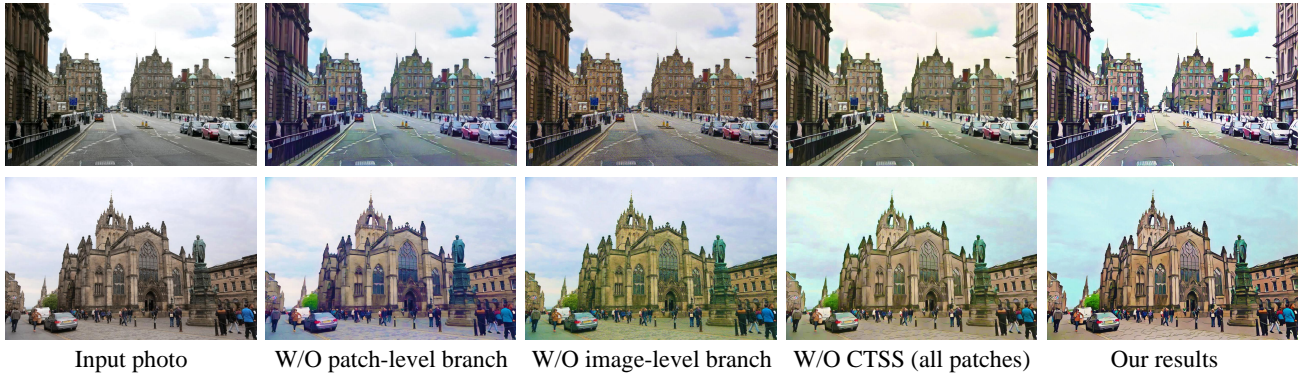 Input photo
W/O patch-level branch
W/O image-level branch
W/O CTSS (all patches)
Our results